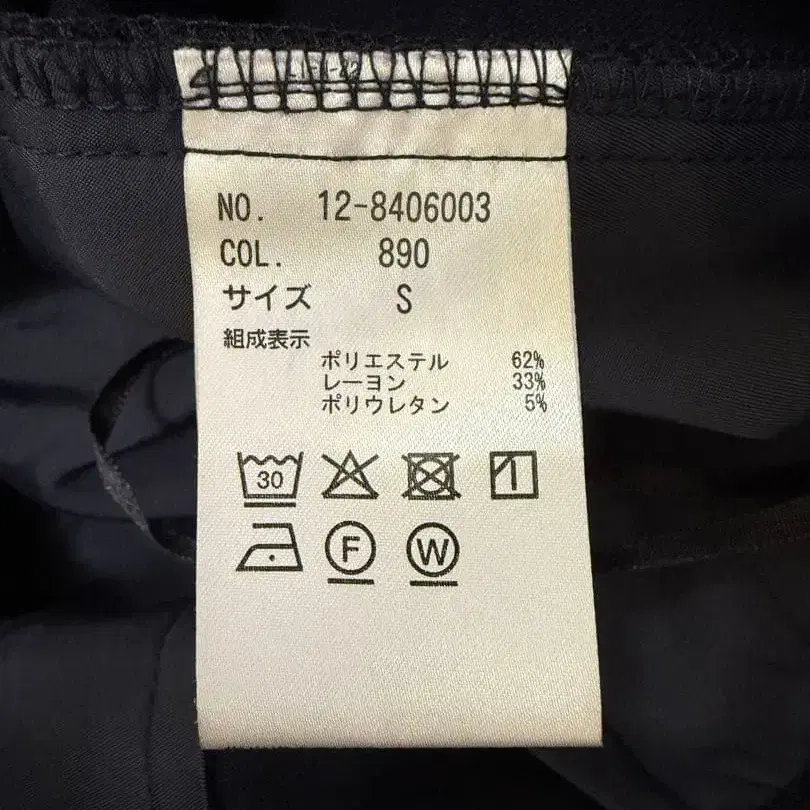 NO. 12-8406003
COL. 890
サイズ S
組成表示
ポリエステル 62%
レーヨン 33%
ポリウレタン 5%
30
F W